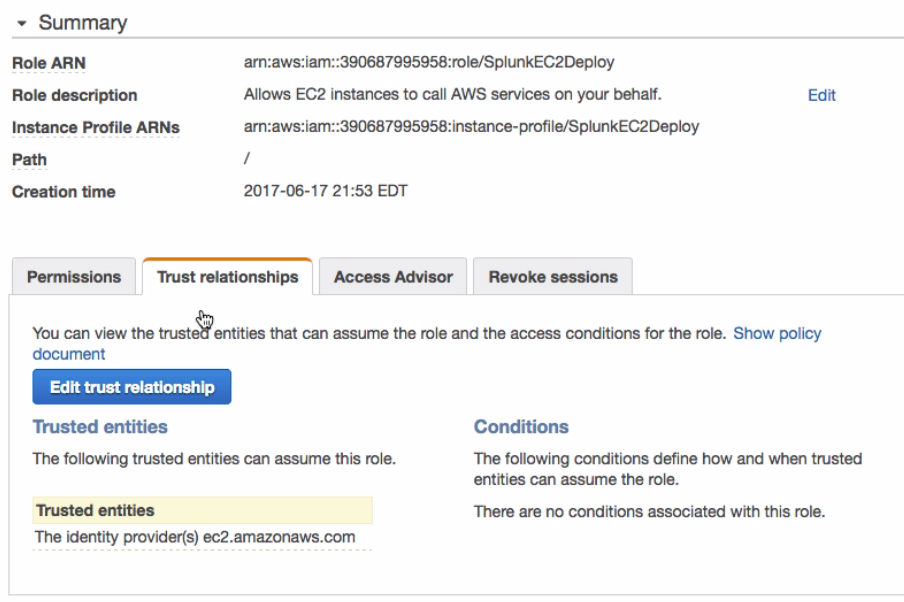 Summary
Role ARN arn:aws:iam::390687995958:role/SplunkEC2Deploy
Role description Allows EC2 instances to call AWS services on your behalf. Edit
Instance Profile ARNs arn:aws:iam::390687995958:instance-profile/SplunkEC2Deploy
Path /
Creation time 2017-06-17 21:53 EDT
Permissions Trust relationships Access Advisor Revoke sessions
You can view the trusted entities that can assume the role and the access conditions for the role. Show policy
document
Edit trust relationship
Trusted entities
The following trusted entities can assume this role.
Trusted entities
The identity provider(s) ec2.amazonaws.com
Conditions
The following conditions define how and when trusted
entities can assume the role.
There are no conditions associated with this role.